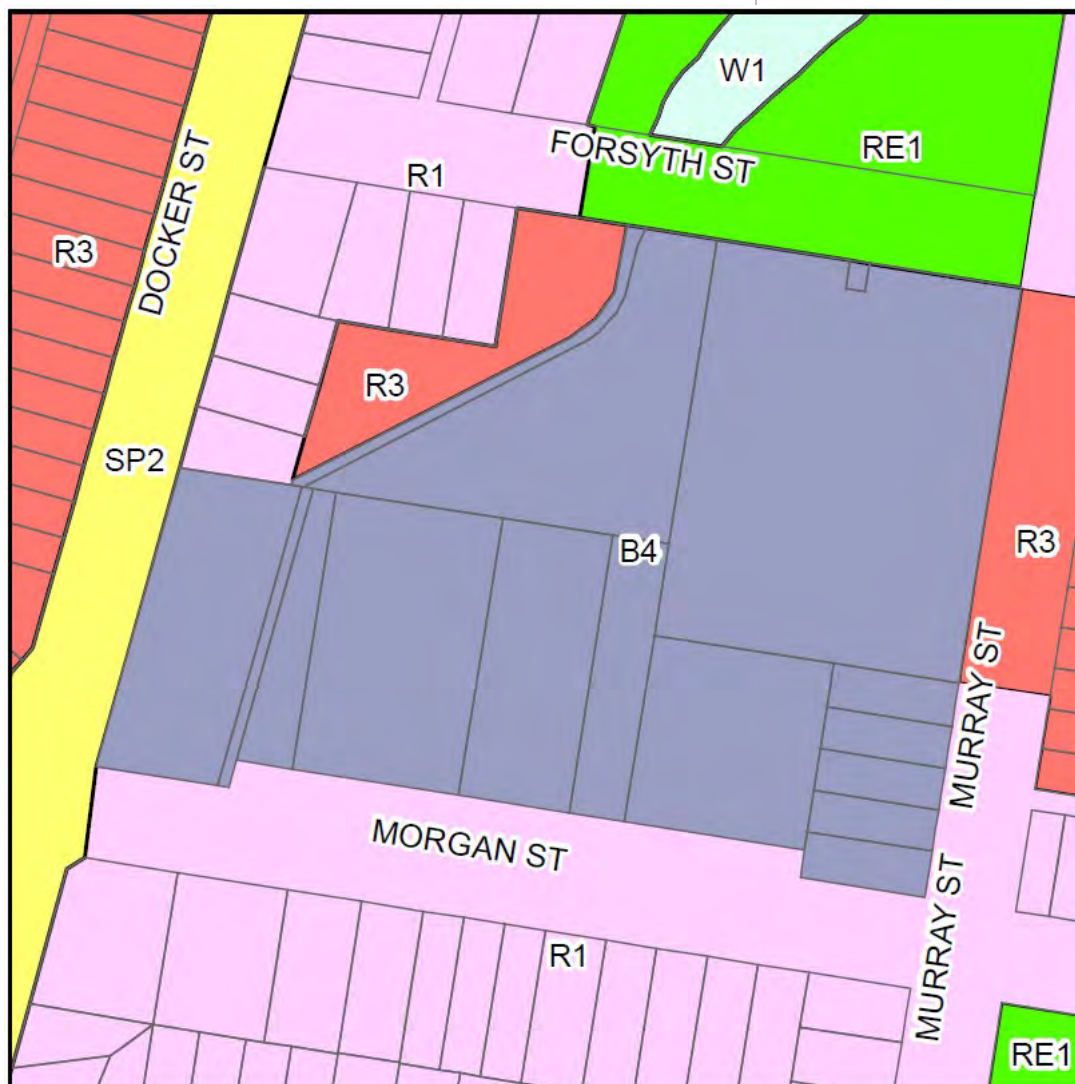 W1
FORSYTH ST
RE1
R1
DOCKER ST
R3
R3
SP2
B4
R3
MURRAY ST
MORGAN ST
R1
MURRAY ST
RE1